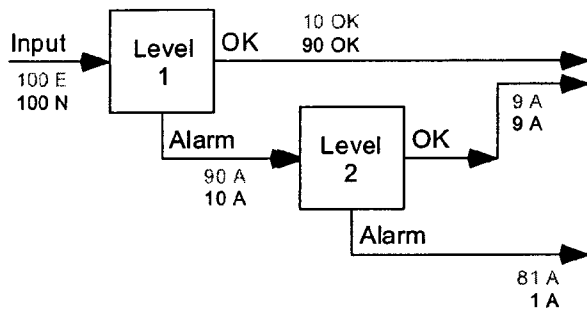 Input
100 E
100 N
Level
1
OK
10 OK
90 OK
Alarm
90 A
10 A
Level
2
OK
9 A
9 A
Alarm
81 A
1 A